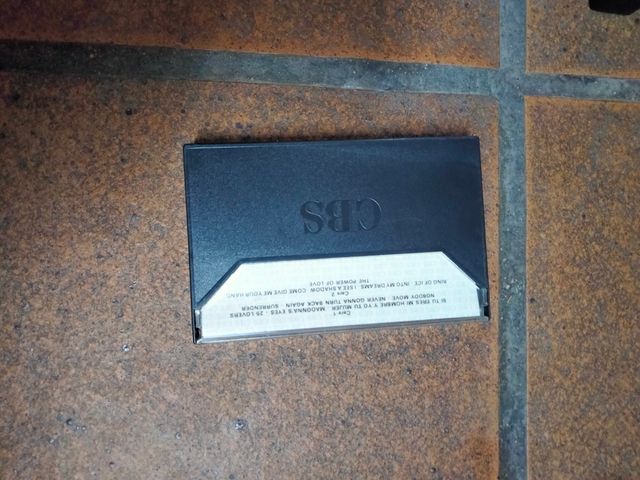 Cara 1
SI TU ERES MI HOMBRE Y YO TU MUJER · MADONNA'S EYES · 25 LOVERS
NOBODY MOVE · NEVER GONNA TURN BACK AGAIN · SURRENDER
Cara 2
RING OF ICE · INTO MY DREAMS · I SEE A SHADOW · COME GIVE ME YOUR HAND
THE POWER OF LOVE
CBS